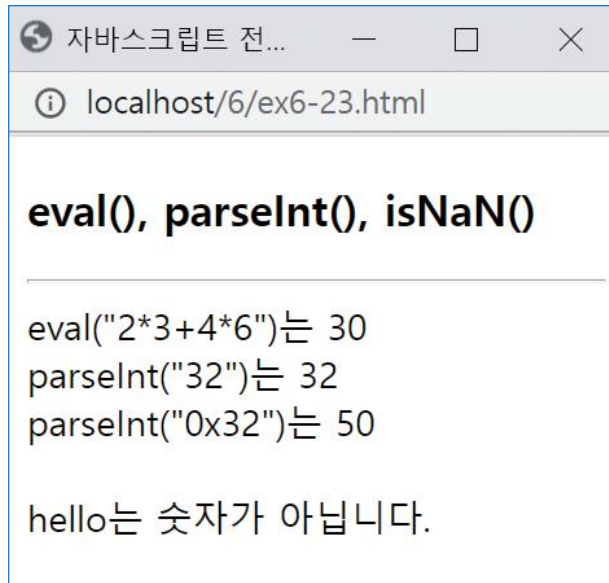 자바스크립트 전...
localhost/6/ex6-23.html
eval(), parseInt(), isNaN()
eval("2*3+4*6")는 30
parseInt("32")는 32
parseInt("0x32")는 50
hello는 숫자가 아닙니다.